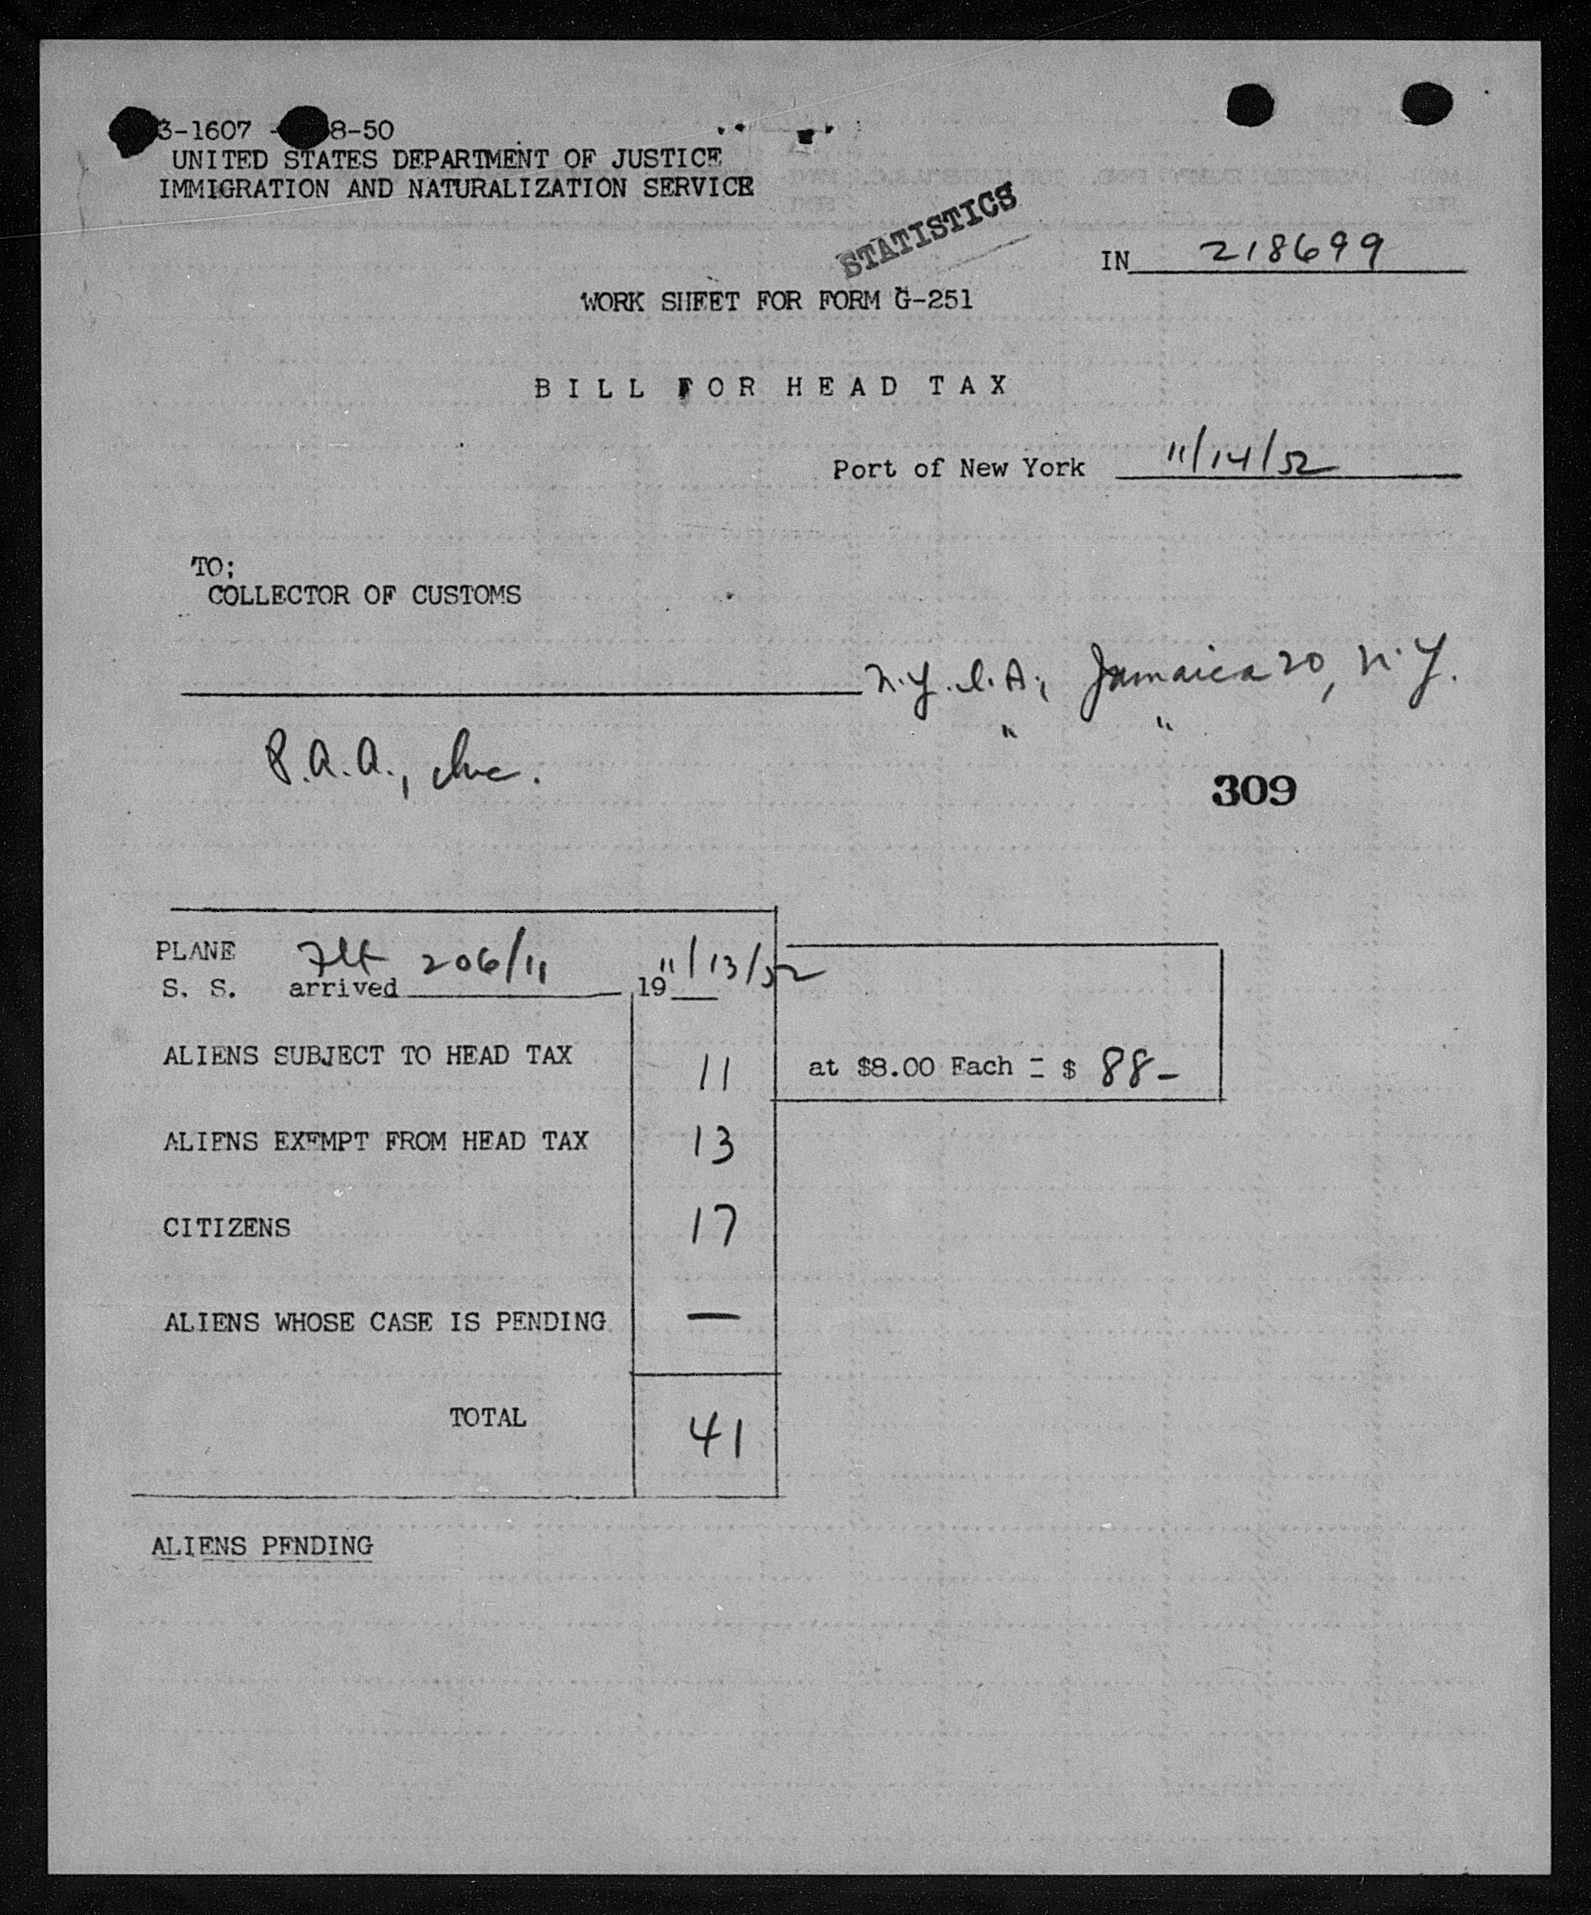 3-1607 - 8-50
UNITED STATES DEPARTMENT OF JUSTICE
IMMIGRATION AND NATURALIZATION SERVICE
STATISTICS
IN 218699
WORK SHEET FOR FORM G-251
BILL FOR HEAD TAX
Port of New York 11/14/52
TO;
COLLECTOR OF CUSTOMS
N.Y.I.A., Jamaica 20, N.Y.
" "
P.A.A., Inc.
309
PLANE Flt 206/11 11/13/52
S. S. arrived 19
ALIENS SUBJECT TO HEAD TAX 11 at $8.00 Each = $ 88-
ALIENS EXEMPT FROM HEAD TAX 13
CITIZENS 17
ALIENS WHOSE CASE IS PENDING —
TOTAL 41
ALIENS PENDING